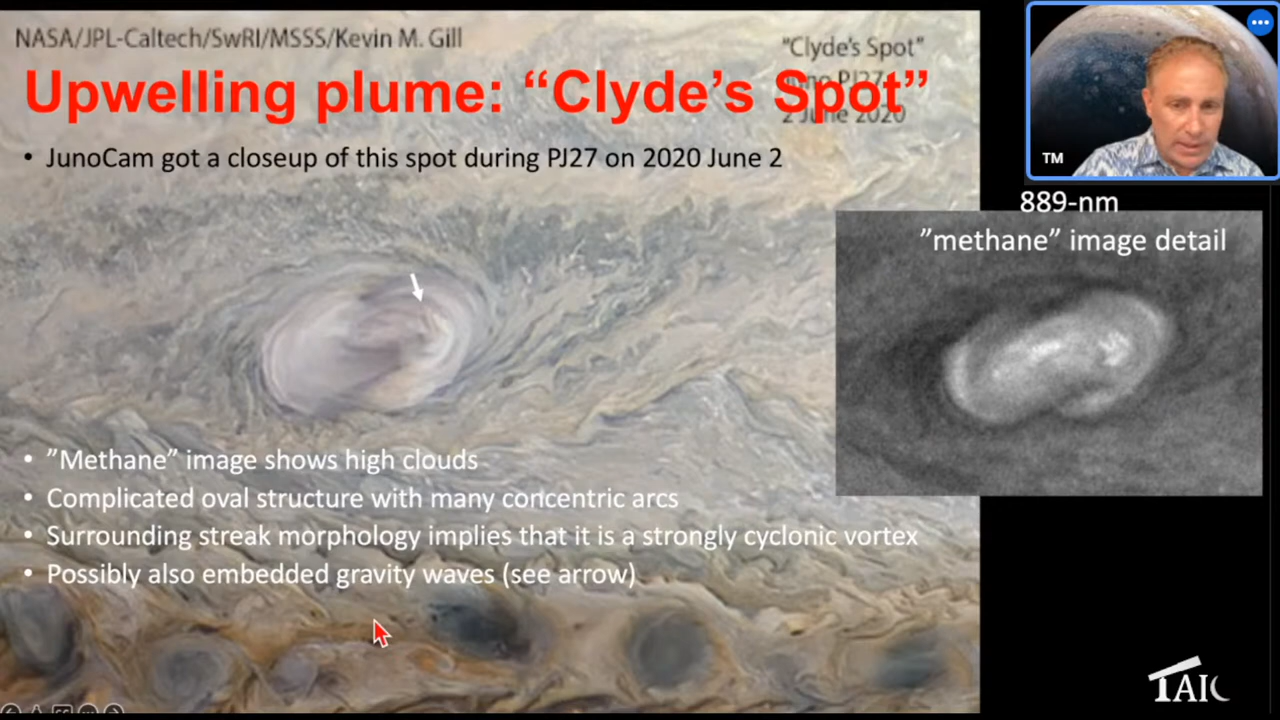 NASA/JPL-Caltech/SwRI/MSSS/Kevin M. Gill
"Clyde's Spot"
Upwelling plume: “Clyde’s Spot”
Juno PJ27
2 June 2020
• JunoCam got a closeup of this spot during PJ27 on 2020 June 2
TM
889-nm
”methane” image detail
• ”Methane” image shows high clouds
• Complicated oval structure with many concentric arcs
• Surrounding streak morphology implies that it is a strongly cyclonic vortex
• Possibly also embedded gravity waves (see arrow)
TAIC